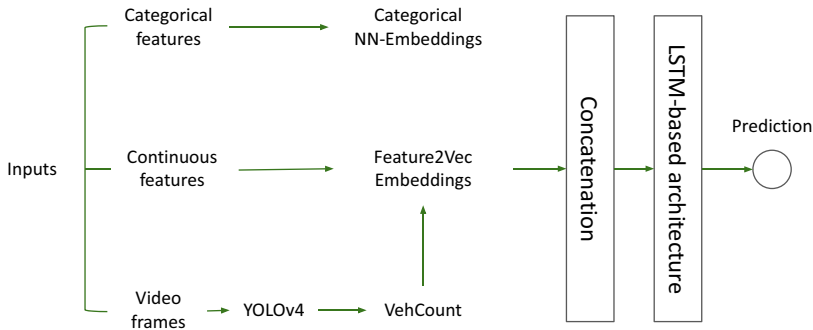 Categorical
features
Categorical
NN-Embeddings
Inputs
Continuous
features
Feature2Vec
Embeddings
Video
frames
YOLOv4
VehCount
Concatenation
LSTM-based architecture
Prediction